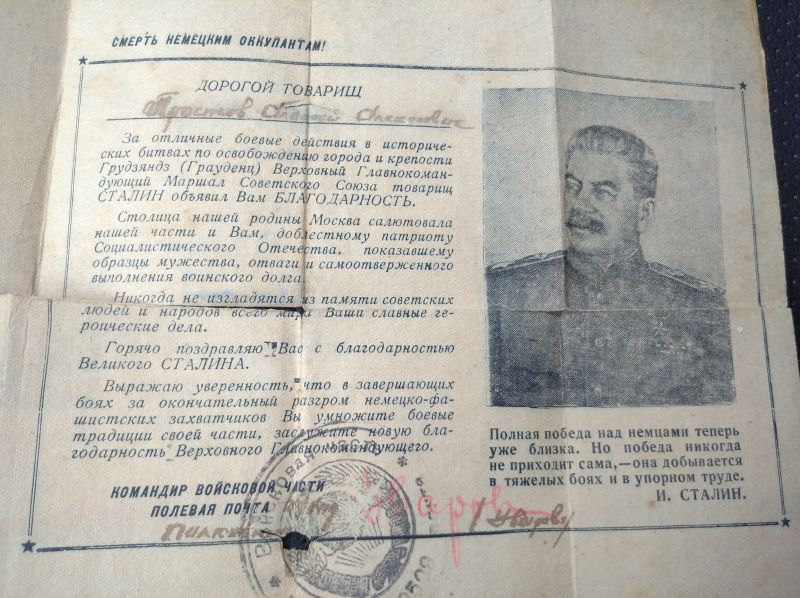 СМЕРТЬ НЕМЕЦКИМ ОККУПАНТАМ!
ДОРОГОЙ ТОВАРИЩ
За отличные боевые действия в историче-
ских битвах по освобождению города и крепости
Грудзяндз (Грауденц) Верховный Главнокоман-
дующий Маршал Советского Союза товарищ
СТАЛИН объявил Вам БЛАГОДАРНОСТЬ.
Столица нашей родины Москва салютовала
нашей части и Вам, доблестному патриоту
Социалистического Отечества, показавшему
образцы мужества, отваги и самоотверженного
выполнения воинского долга.
Никогда не изгладятся из памяти советских
людей и народов всего мира Ваши славные ге-
роические дела.
Горячо поздравляю Вас с благодарностью
Великого СТАЛИНА.
Выражаю уверенность, что в завершающих
боях за окончательный разгром немецко-фа-
шистских захватчиков Вы умножите боевые
традиции своей части, заслужите новую бла-
годарность Верховного Главнокомандующего.
КОМАНДИР ВОЙСКОВОЙ ЧАСТИ
ПОЛЕВАЯ ПОЧТА
Полная победа над немцами теперь
уже близка. Но победа никогда
не приходит сама,—она добывается
в тяжелых боях и в упорном труде.
И. СТАЛИН.